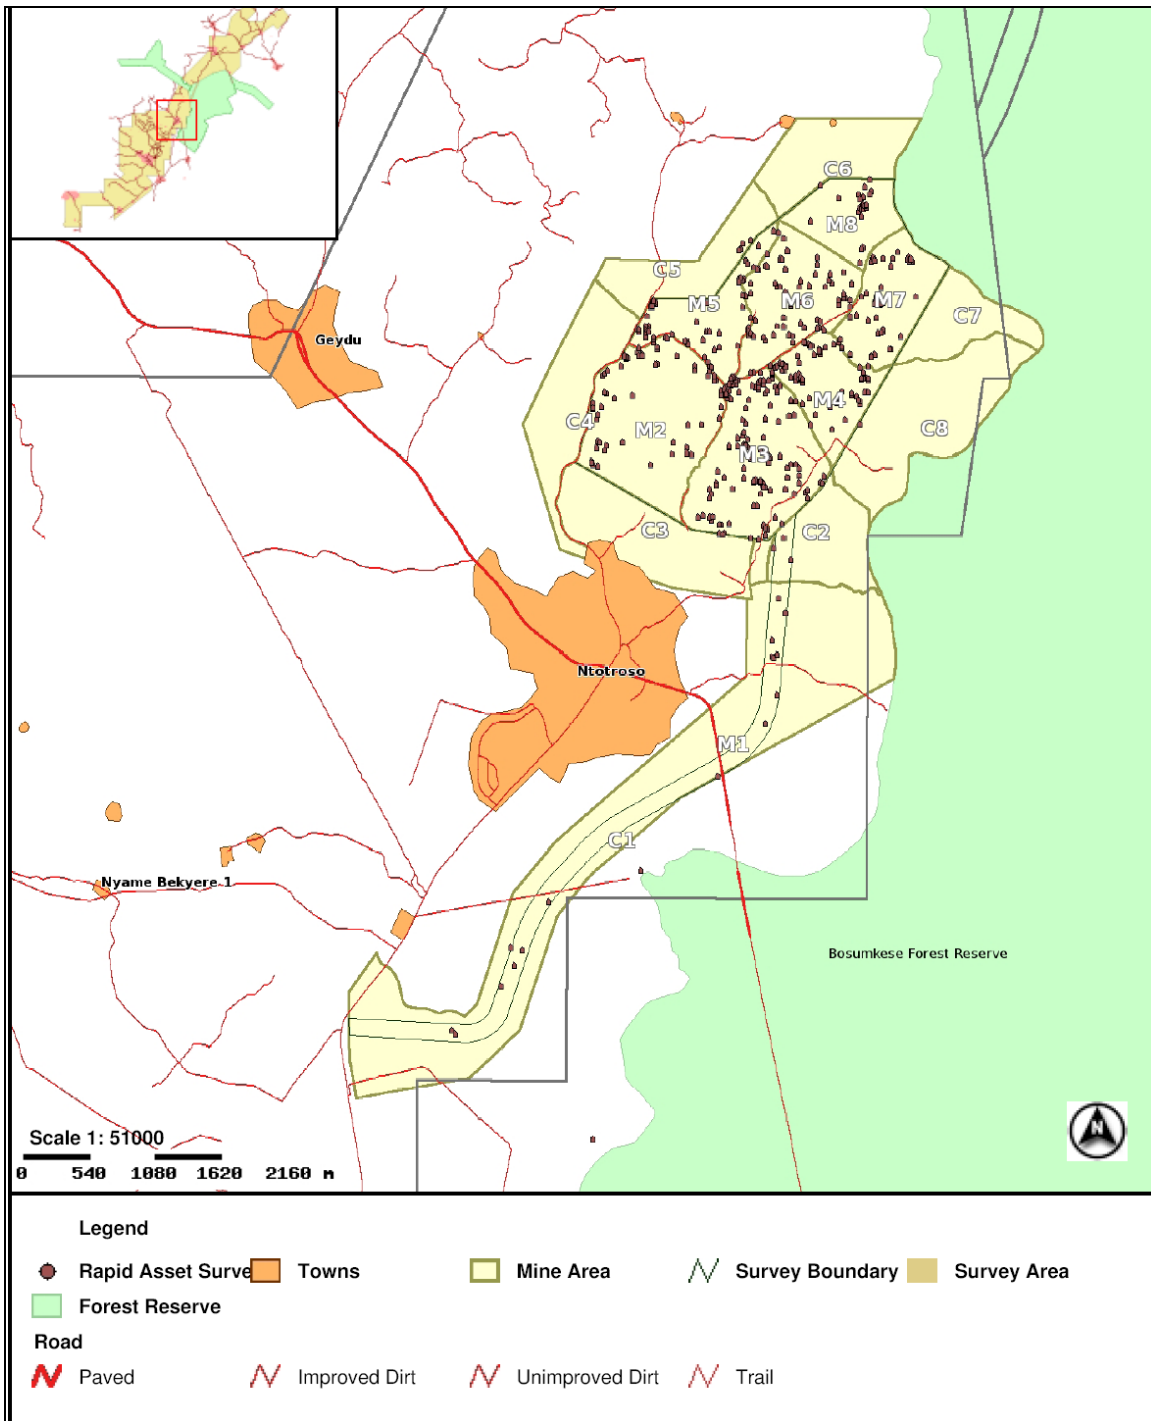 C6
M8
C5
M5
M6
M7
C7
Geydu
C4
M2
M4
C8
M3
C3
C2
Ntotroso
M1
C1
Nyame Bekyere 1
Bosumkese Forest Reserve
N
Scale 1: 51000
0 540 1080 1620 2160 m
Legend
Rapid Asset Surve
Towns
Mine Area
Survey Boundary
Survey Area
Forest Reserve
Road
Paved
Improved Dirt
Unimproved Dirt
Trail